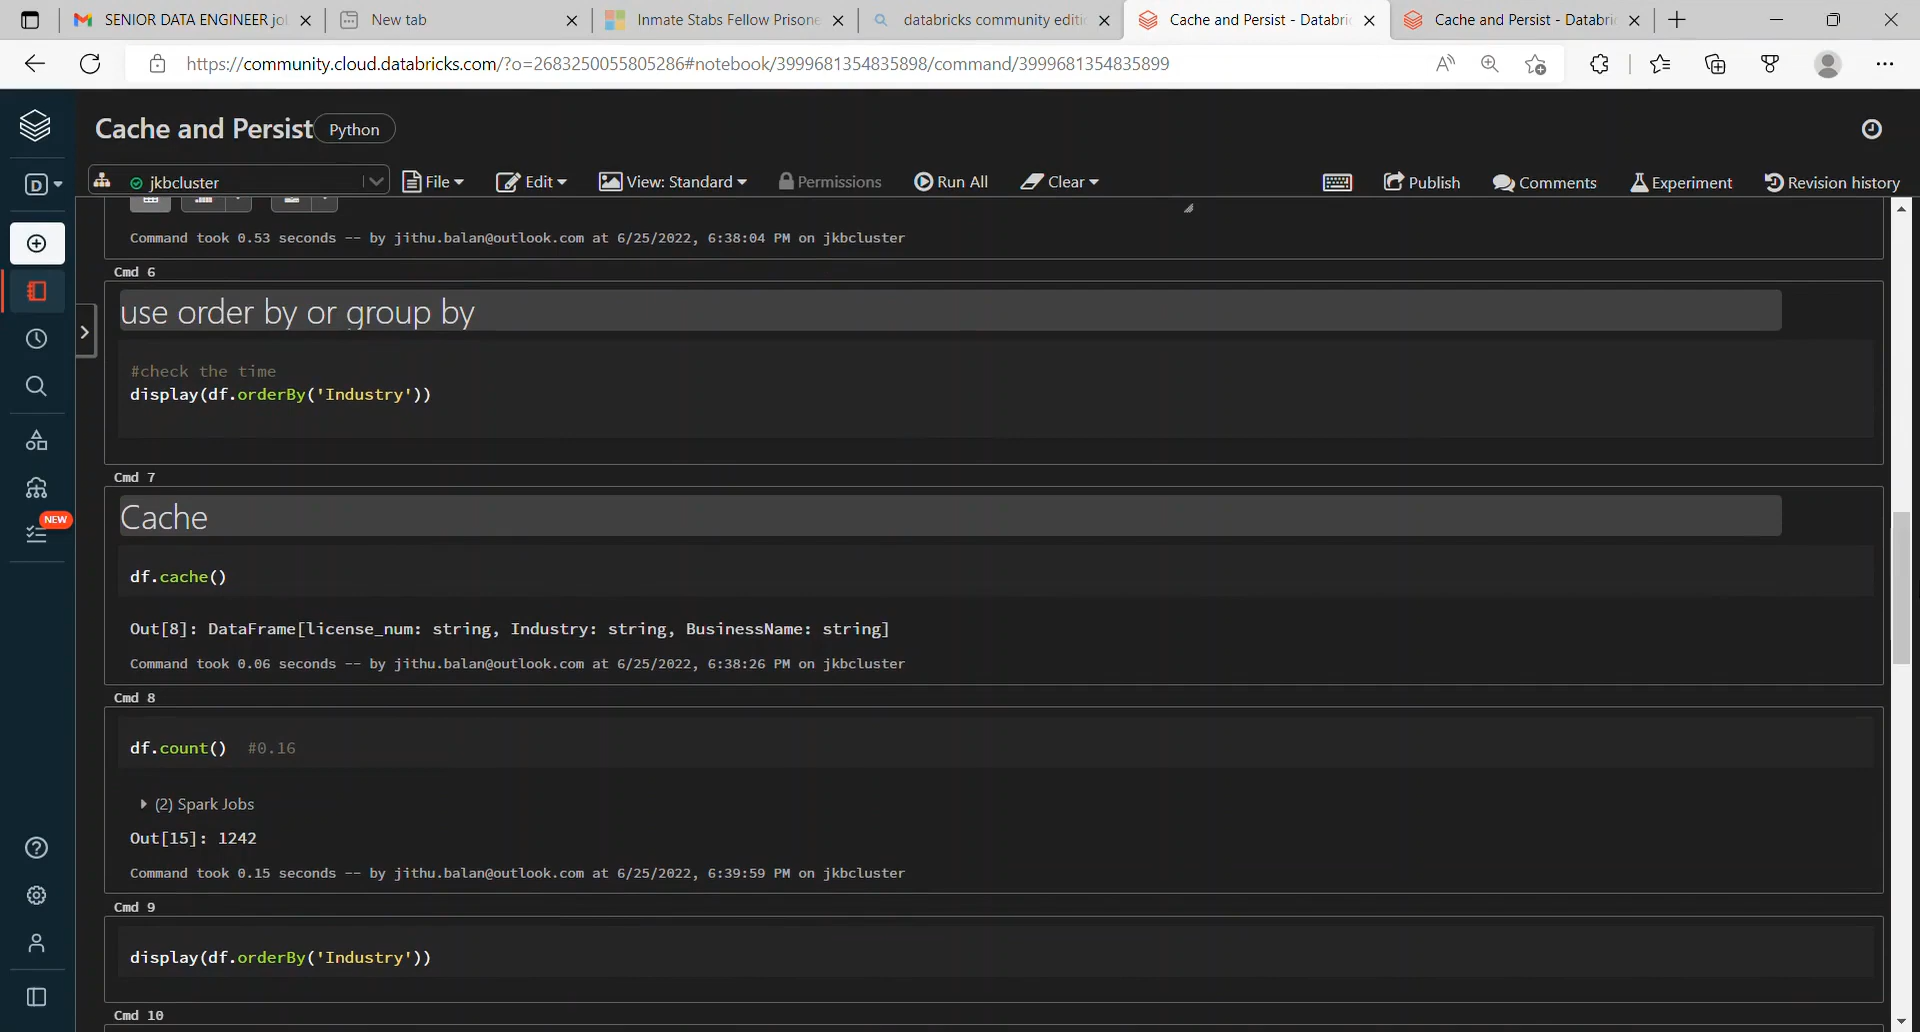 SENIOR DATA ENGINEER jo
New tab
Inmate Stabs Fellow Prisone
databricks community editi
Cache and Persist - Databri
Cache and Persist - Databri
https://community.cloud.databricks.com/?o=2683250055805286#notebook/3999681354835898/command/3999681354835899
Cache and Persist
Python
D
jkbcluster
File
Edit
View: Standard
Permissions
Run All
Clear
Publish
Comments
Experiment
Revision history
Command took 0.53 seconds -- by jithu.balan@outlook.com at 6/25/2022, 6:38:04 PM on jkbcluster
Cmd 6
use order by or group by
#check the time
display(df.orderBy('Industry'))
Cmd 7
Cache
NEW
df.cache()
Out[8]: DataFrame[license_num: string, Industry: string, BusinessName: string]
Command took 0.06 seconds -- by jithu.balan@outlook.com at 6/25/2022, 6:38:26 PM on jkbcluster
Cmd 8
df.count() #0.16
(2) Spark Jobs
Out[15]: 1242
Command took 0.15 seconds -- by jithu.balan@outlook.com at 6/25/2022, 6:39:59 PM on jkbcluster
Cmd 9
display(df.orderBy('Industry'))
Cmd 10